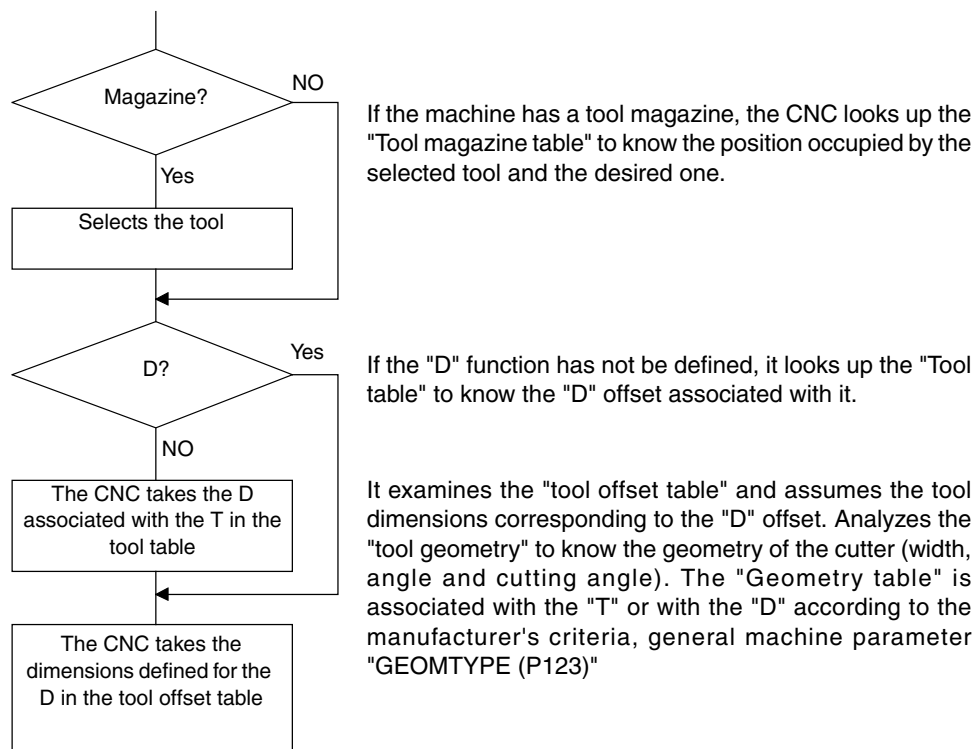 Magazine?
NO
Yes
Selects the tool
If the machine has a tool magazine, the CNC looks up the
"Tool magazine table" to know the position occupied by the
selected tool and the desired one.
D?
Yes
NO
If the "D" function has not be defined, it looks up the "Tool
table" to know the "D" offset associated with it.
The CNC takes the D
associated with the T in the
tool table
It examines the "tool offset table" and assumes the tool
dimensions corresponding to the "D" offset. Analyzes the
"tool geometry" to know the geometry of the cutter (width,
angle and cutting angle). The "Geometry table" is
associated with the "T" or with the "D" according to the
manufacturer's criteria, general machine parameter
"GEOMTYPE (P123)"
The CNC takes the
dimensions defined for the
D in the tool offset table